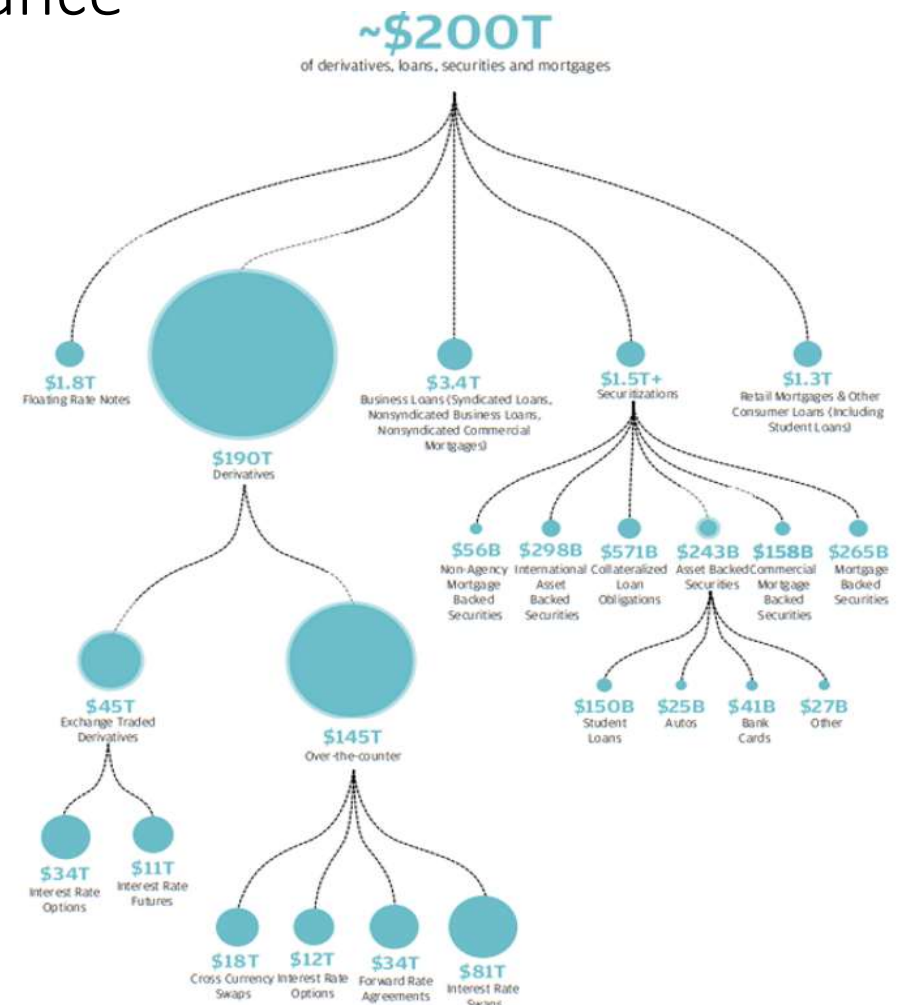 ~$200T
of derivatives, loans, securities and mortgages
$1.8T
Floating Rate Notes
$190T
Derivatives
$3.4T
Business Loans (Syndicated Loans,
Nonsyndicated Business Loans,
Nonsyndicated Commercial
Mortgages)
$1.5T+
Securitizations
$1.3T
Retail Mortgages & Other
Consumer Loans (Including
Student Loans)
$56B
Non-Agency
Mortgage
Backed
Securities
$298B
International
Asset
Backed
Securities
$571B
Collateralized
Loan
Obligations
$243B
Asset Backed
Securities
$158B
Commercial
Mortgage
Backed
Securities
$265B
Mortgage
Backed
Securities
$150B
Student
Loans
$25B
Autos
$41B
Bank
Cards
$27B
Other
$45T
Exchange Traded
Derivatives
$145T
Over-the-counter
$34T
Interest Rate
Options
$11T
Interest Rate
Futures
$18T
Cross Currency
Swaps
$12T
Interest Rate
Options
$34T
Forward Rate
Agreements
$81T
Interest Rate
Swaps